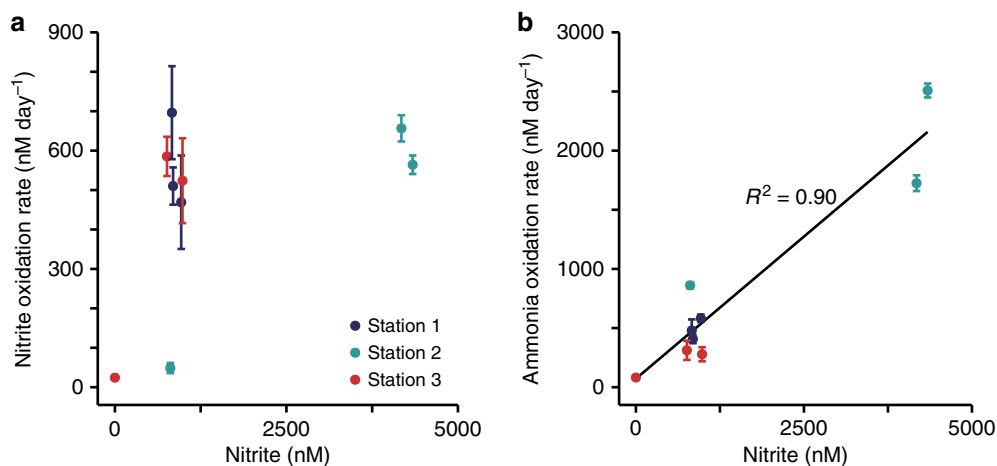 a
900
600
300
0
Nitrite oxidation rate (nM day⁻¹)
Station 1
Station 2
Station 3
0
2500
5000
Nitrite (nM)
b
3000
2000
1000
0
Ammonia oxidation rate (nM day⁻¹)
R² = 0.90
0
2500
5000
Nitrite (nM)